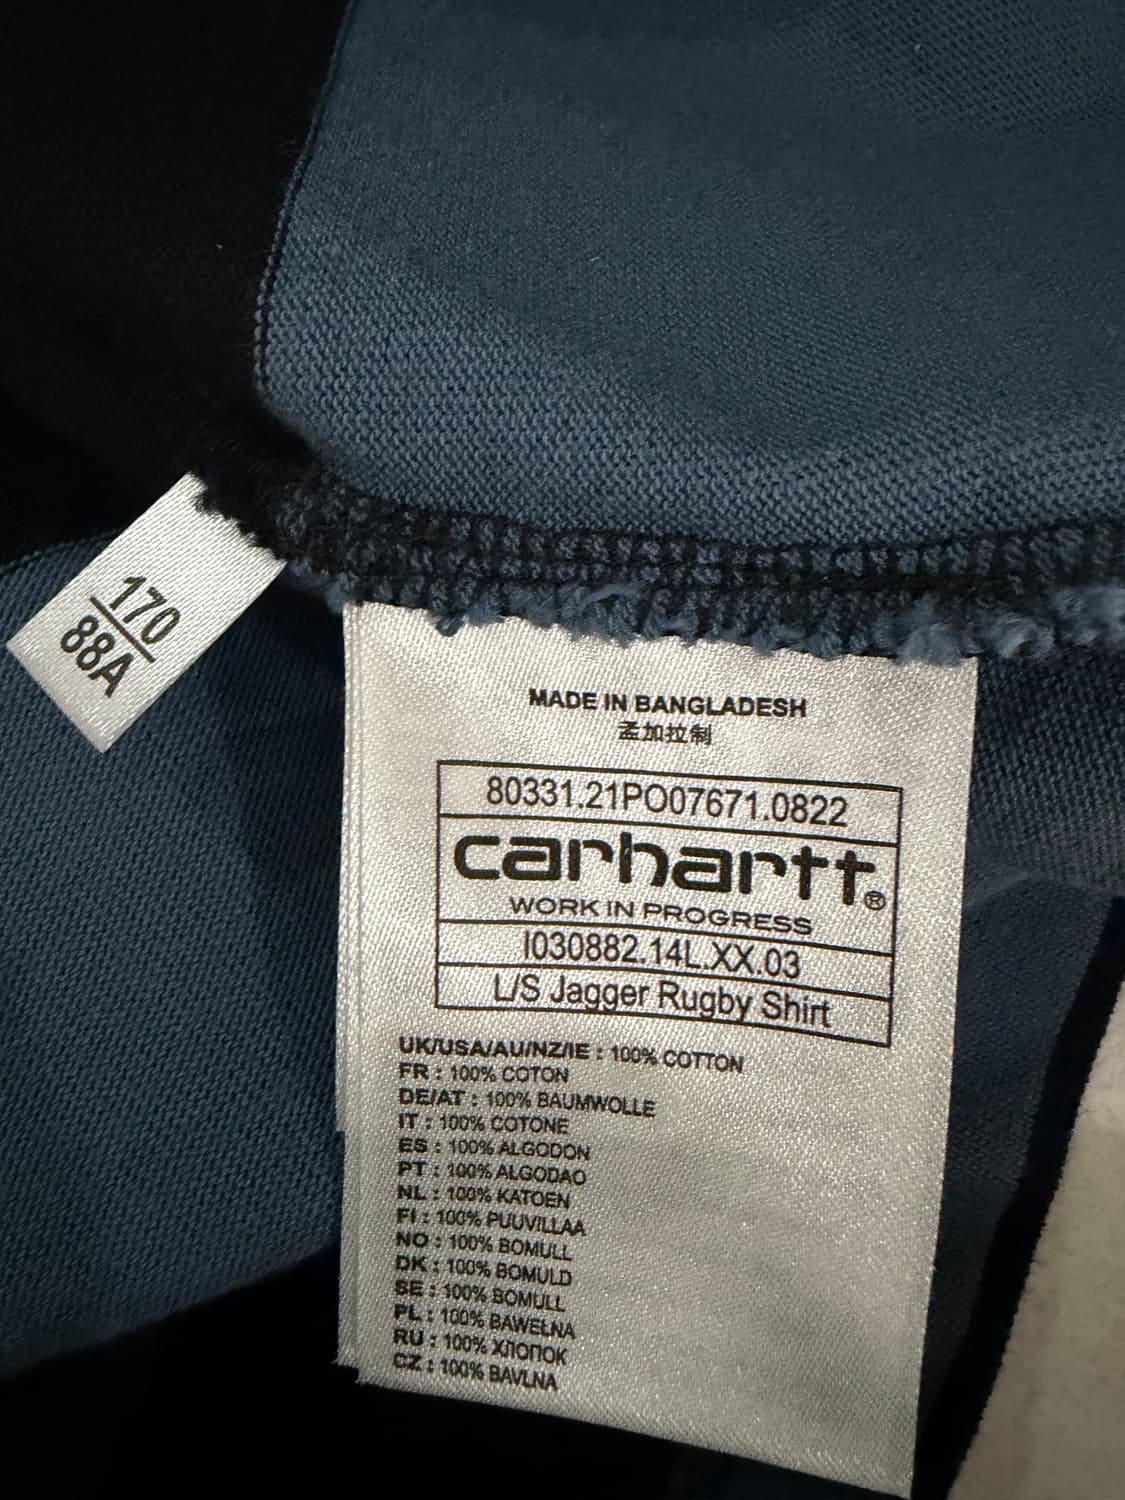 170
88A
MADE IN BANGLADESH
孟加拉制
80331.21PO07671.0822
carhartt®
WORK IN PROGRESS
I030882.14L.XX.03
L/S Jagger Rugby Shirt
UK/USA/AU/NZ/IE : 100% COTTON
FR : 100% COTON
DE/AT : 100% BAUMWOLLE
IT : 100% COTONE
ES : 100% ALGODON
PT : 100% ALGODAO
NL : 100% KATOEN
FI : 100% PUUVILLAA
NO : 100% BOMULL
DK : 100% BOMULD
SE : 100% BOMULL
PL : 100% BAWEŁNA
RU : 100% ХЛОПОК
CZ : 100% BAVLNA